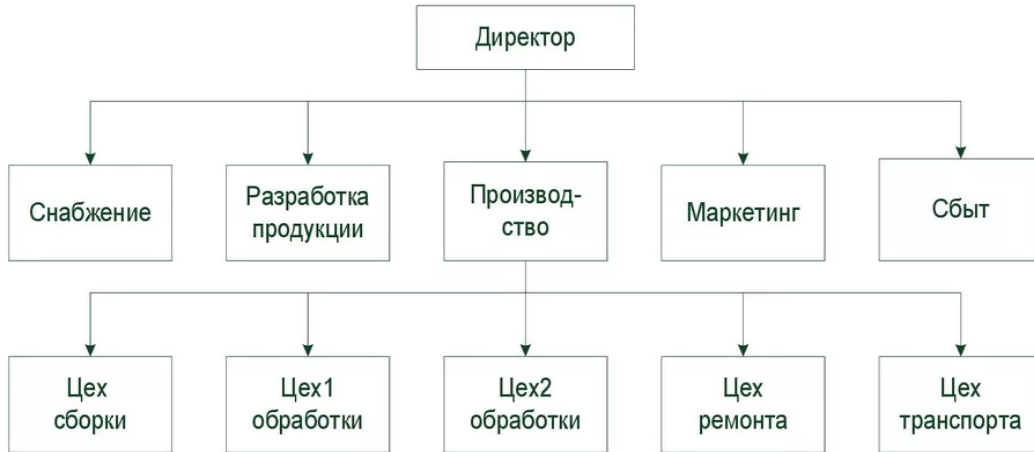 Директор
Снабжение
Разработка
продукции
Производ-
ство
Маркетинг
Сбыт
Цех
сборки
Цех1
обработки
Цех2
обработки
Цех
ремонта
Цех
транспорта